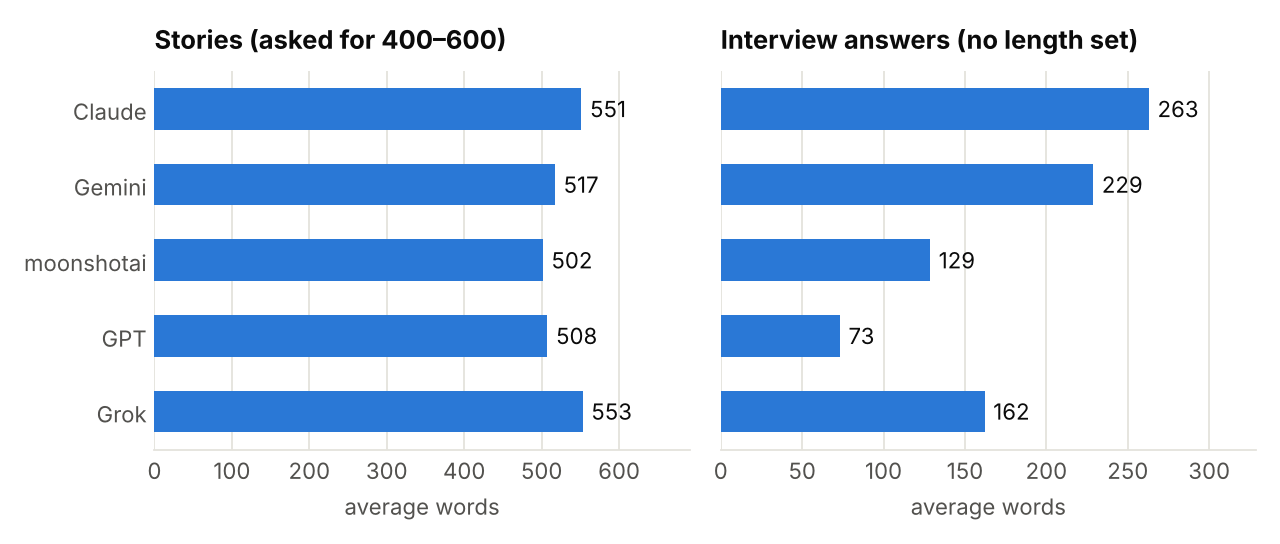 Stories (asked for 400–600)
Claude 551
Gemini 517
moonshotai 502
GPT 508
Grok 553
0 100 200 300 400 500 600
average words
Interview answers (no length set)
263
229
129
73
162
0 50 100 150 200 250 300
average words